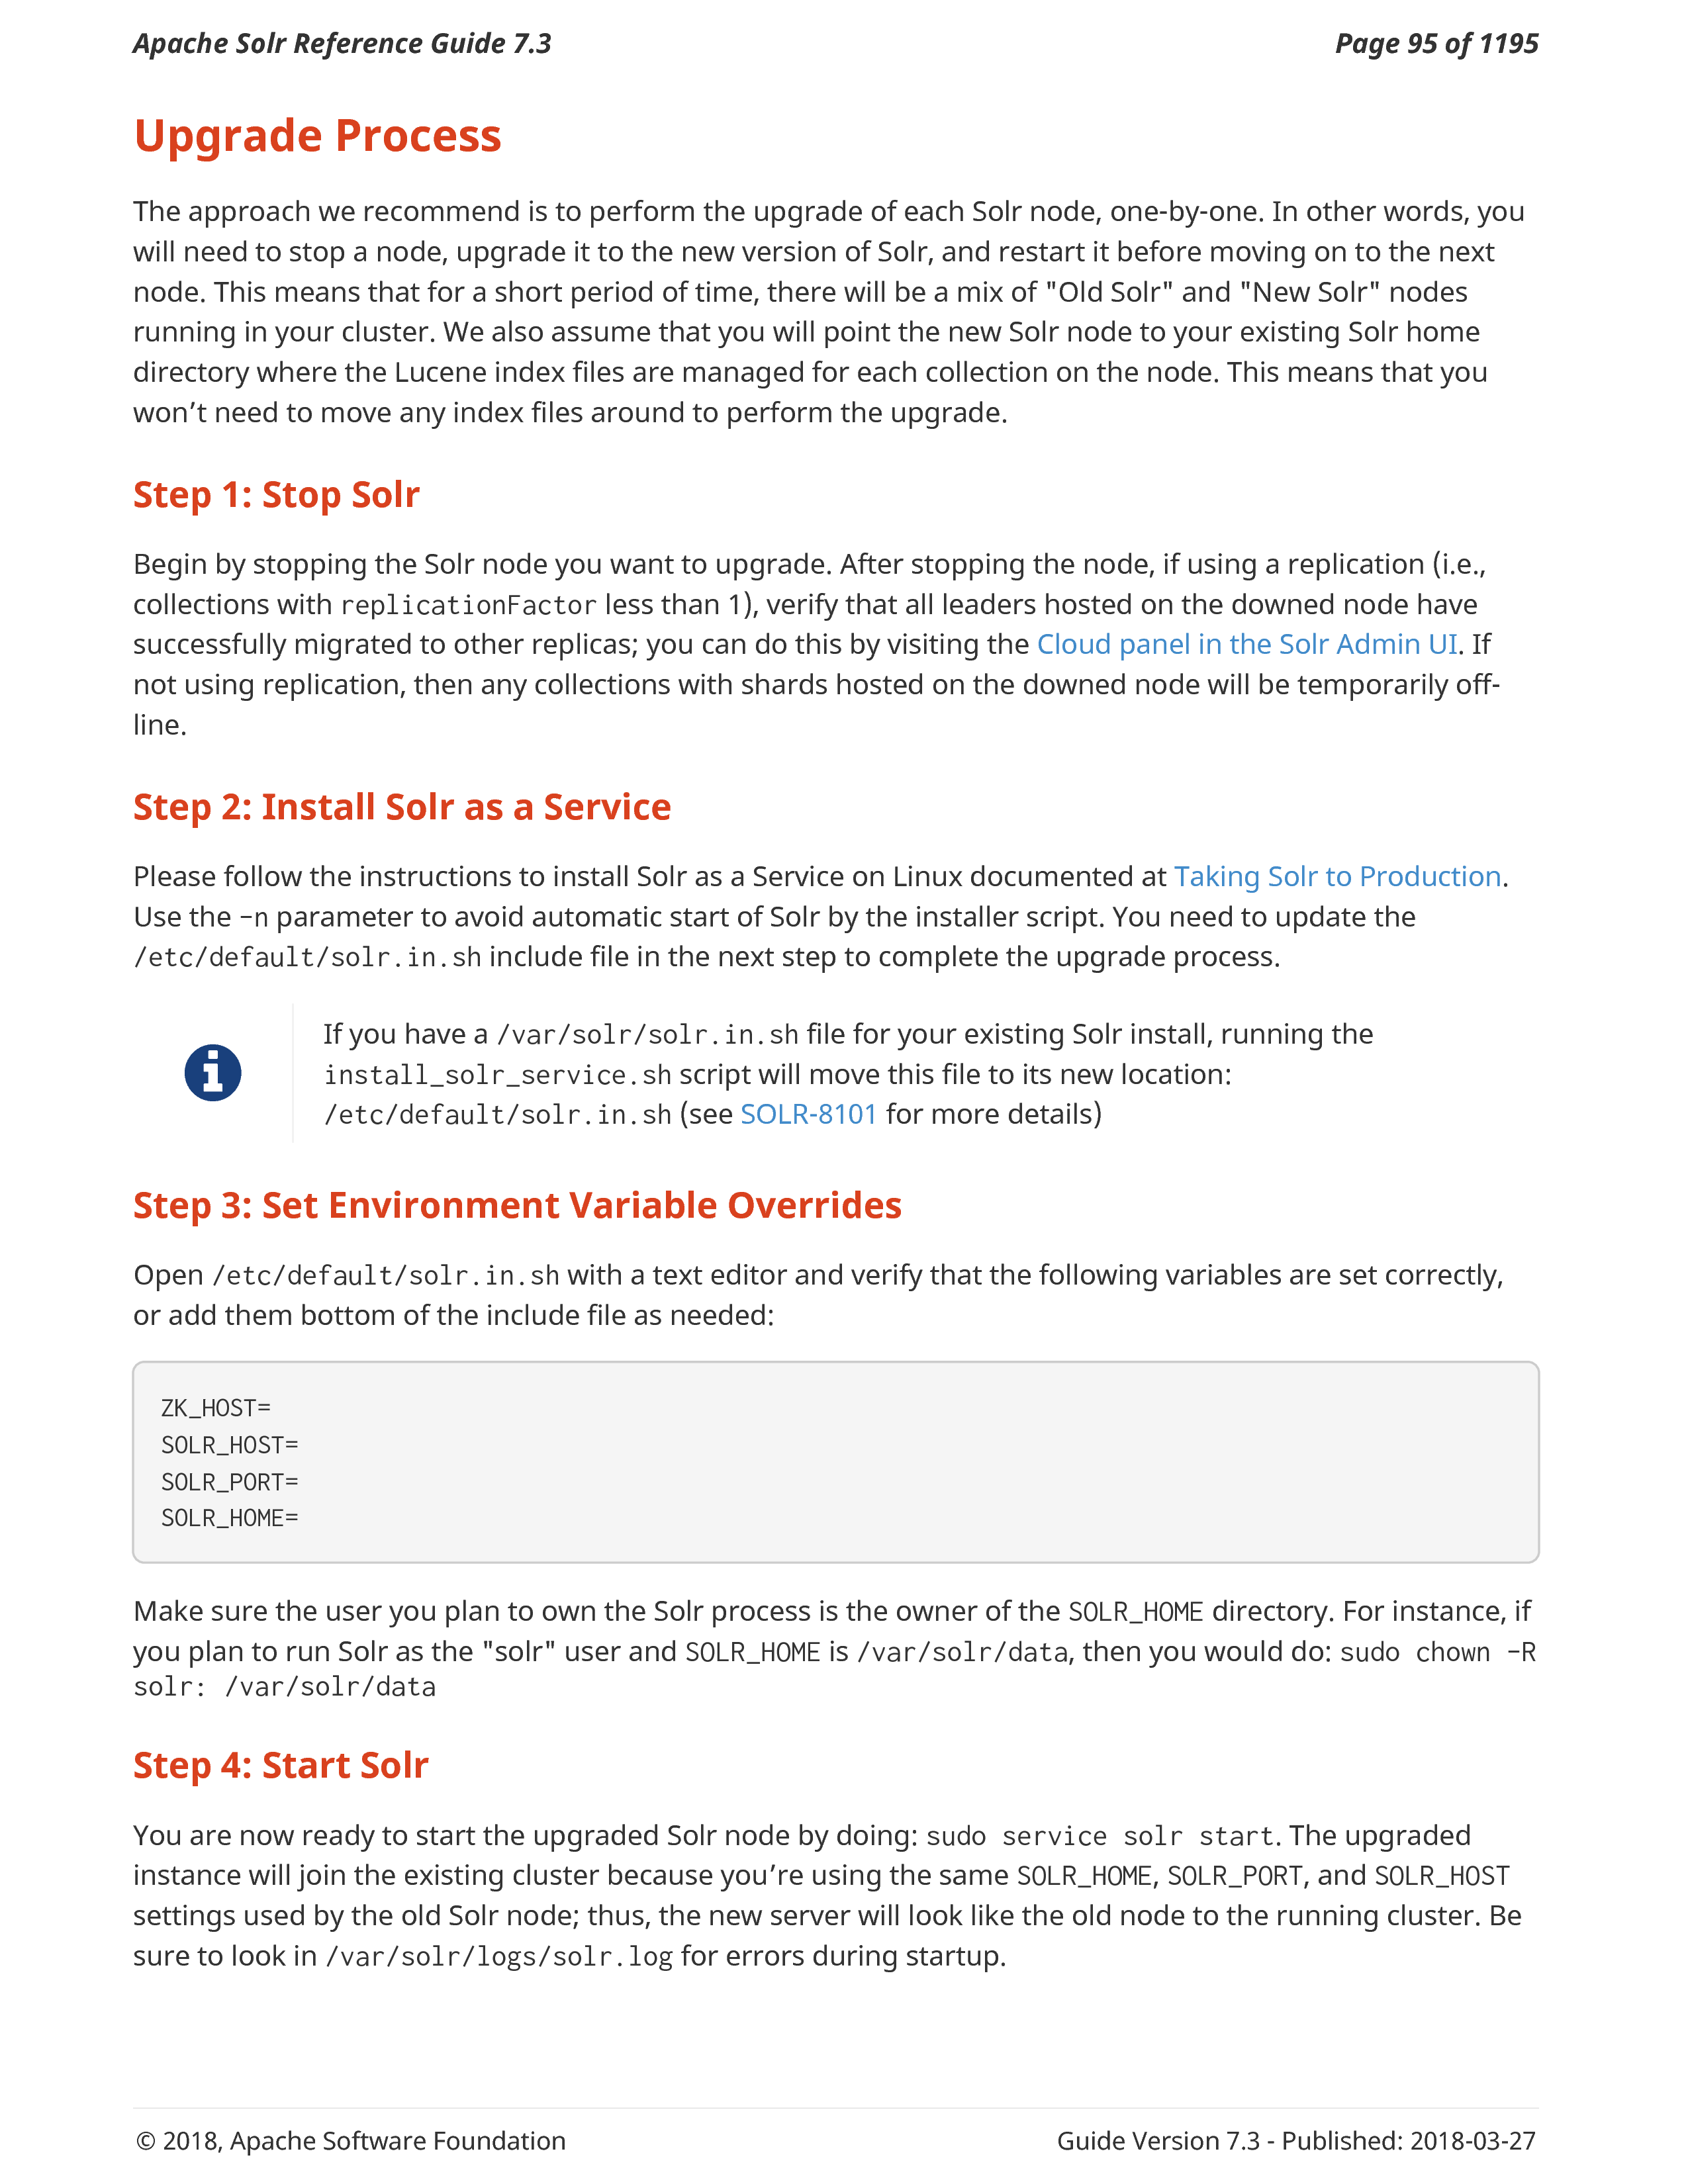 Apache Solr Reference Guide 7.3 Page 95 of 1195
Upgrade Process
The approach we recommend is to perform the upgrade of each Solr node, one-by-one. In other words, you
will need to stop a node, upgrade it to the new version of Solr, and restart it before moving on to the next
node. This means that for a short period of time, there will be a mix of "Old Solr" and "New Solr" nodes
running in your cluster. We also assume that you will point the new Solr node to your existing Solr home
directory where the Lucene index files are managed for each collection on the node. This means that you
won’t need to move any index files around to perform the upgrade.
Step 1: Stop Solr
Begin by stopping the Solr node you want to upgrade. After stopping the node, if using a replication (i.e.,
collections with replicationFactor less than 1), verify that all leaders hosted on the downed node have
successfully migrated to other replicas; you can do this by visiting the Cloud panel in the Solr Admin UI. If
not using replication, then any collections with shards hosted on the downed node will be temporarily off-
line.
Step 2: Install Solr as a Service
Please follow the instructions to install Solr as a Service on Linux documented at Taking Solr to Production.
Use the -n parameter to avoid automatic start of Solr by the installer script. You need to update the
/etc/default/solr.in.sh include file in the next step to complete the upgrade process.
If you have a /var/solr/solr.in.sh file for your existing Solr install, running the
install_solr_service.sh script will move this file to its new location:
/etc/default/solr.in.sh (see SOLR-8101 for more details)
Step 3: Set Environment Variable Overrides
Open /etc/default/solr.in.sh with a text editor and verify that the following variables are set correctly,
or add them bottom of the include file as needed:
ZK_HOST=
SOLR_HOST=
SOLR_PORT=
SOLR_HOME=
Make sure the user you plan to own the Solr process is the owner of the SOLR_HOME directory. For instance, if
you plan to run Solr as the "solr" user and SOLR_HOME is /var/solr/data, then you would do: sudo chown -R
solr: /var/solr/data
Step 4: Start Solr
You are now ready to start the upgraded Solr node by doing: sudo service solr start. The upgraded
instance will join the existing cluster because you’re using the same SOLR_HOME, SOLR_PORT, and SOLR_HOST
settings used by the old Solr node; thus, the new server will look like the old node to the running cluster. Be
sure to look in /var/solr/logs/solr.log for errors during startup.
© 2018, Apache Software Foundation Guide Version 7.3 - Published: 2018-03-27